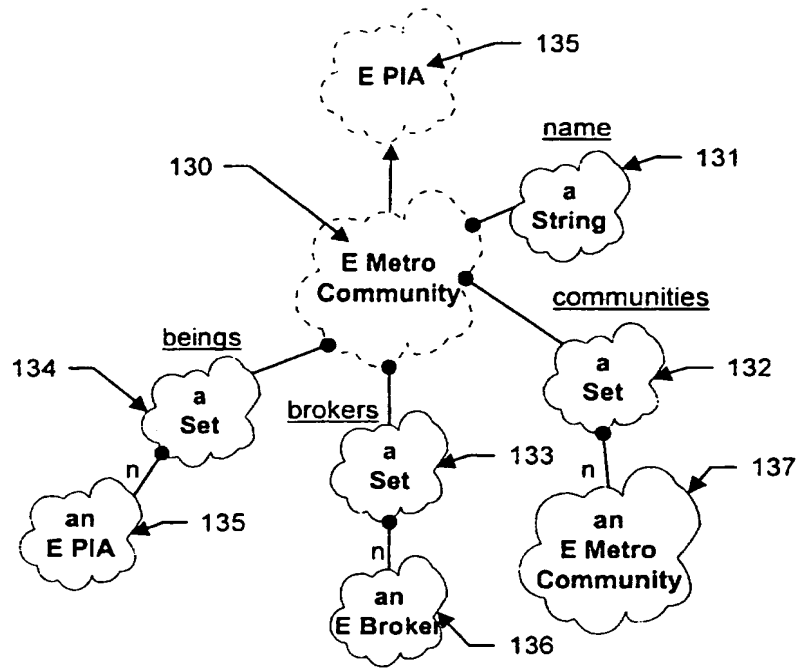 E PIA
135
name
130
131
a
String
E Metro
Community
communities
beings
134
a
Set
a
Set
132
brokers
a
Set
133
n
n
137
an
E PIA
135
an
E Metro
Community
n
an
E Broker
136